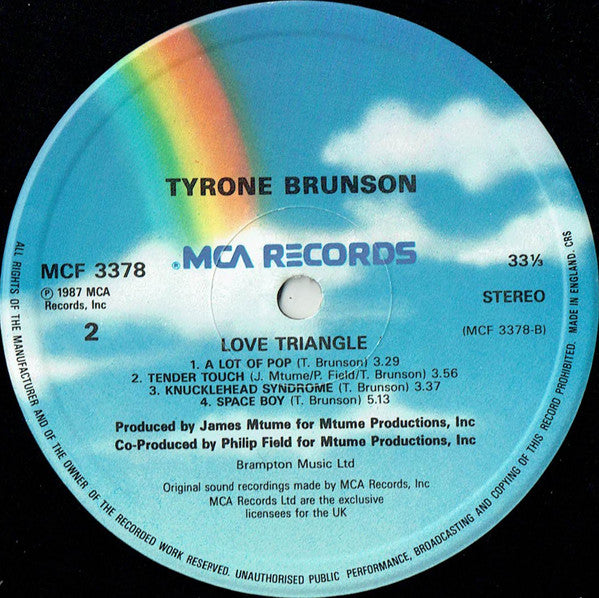 TYRONE BRUNSON
®MCA RECORDS
MCF 3378
Ⓟ 1987 MCA
Records, Inc
2
33⅓
STEREO
(MCF 3378-B)
LOVE TRIANGLE
1. A LOT OF POP (T. Brunson) 3.29
2. TENDER TOUCH (J. Mtume/P. Field/T. Brunson) 3.56
3. KNUCKLEHEAD SYNDROME (T. Brunson) 3.37
4. SPACE BOY (T. Brunson) 5.13
Produced by James Mtume for Mtume Productions, Inc
Co-Produced by Philip Field for Mtume Productions, Inc
Brampton Music Ltd
Original sound recordings made by MCA Records, Inc
MCA Records Ltd are the exclusive
licensees for the UK
ALL RIGHTS OF THE MANUFACTURER AND OF THE OWNER OF THE RECORDED WORK RESERVED. UNAUTHORISED PUBLIC PERFORMANCE, BROADCASTING AND COPYING OF THIS RECORD PROHIBITED. MADE IN ENGLAND. CRS